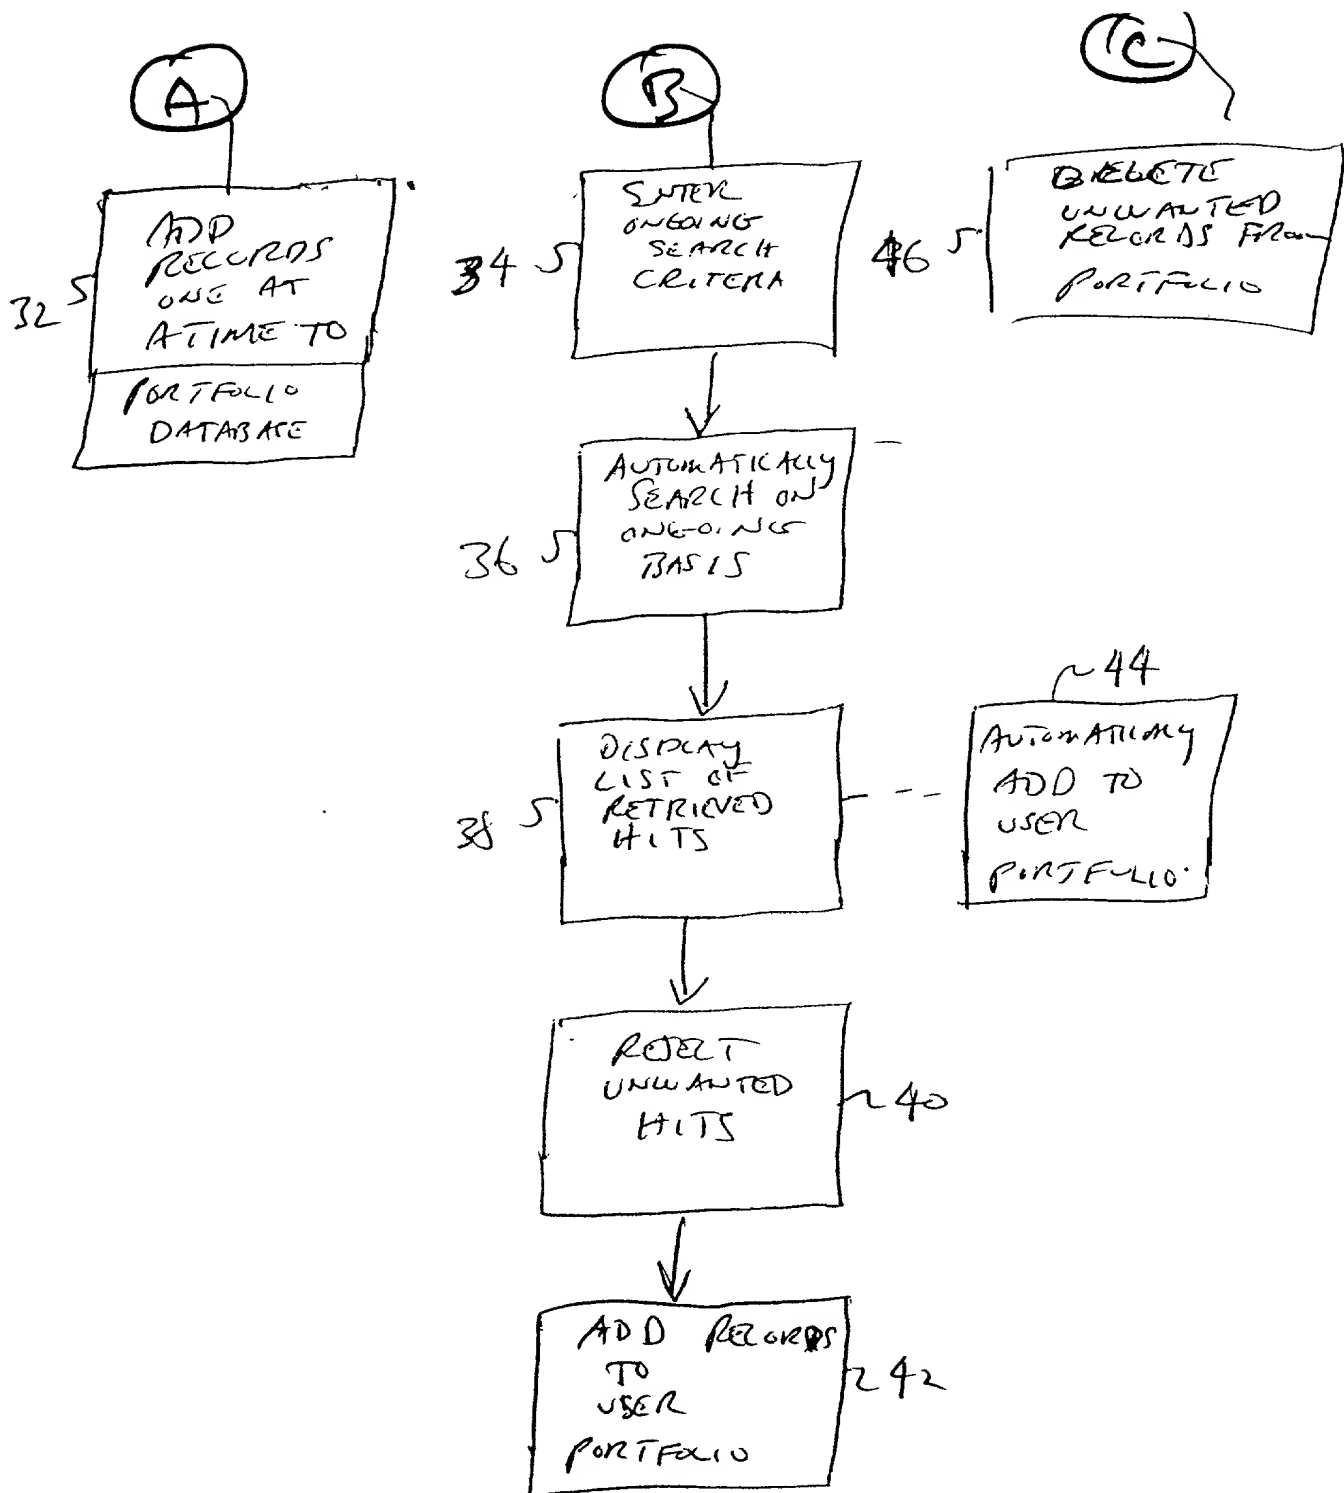 A
32
ADD
RECORDS
ONE AT
A TIME TO
PORTFOLIO
DATABASE
B
34
ENTER
ONGOING
SEARCH
CRITERA
36
AUTOMATICALLY
SEARCH ON
ONGOING
BASIS
38
DISPLAY
LIST OF
RETRIEVED
HITS
REJECT
UNWANTED
HITS
40
ADD RECORDS
TO
USER
PORTFOLIO
42
C
46
DELETE
UNWANTED
RECORDS FROM
PORTFOLIO
44
AUTOMATICALLY
ADD TO
USER
PORTFOLIO